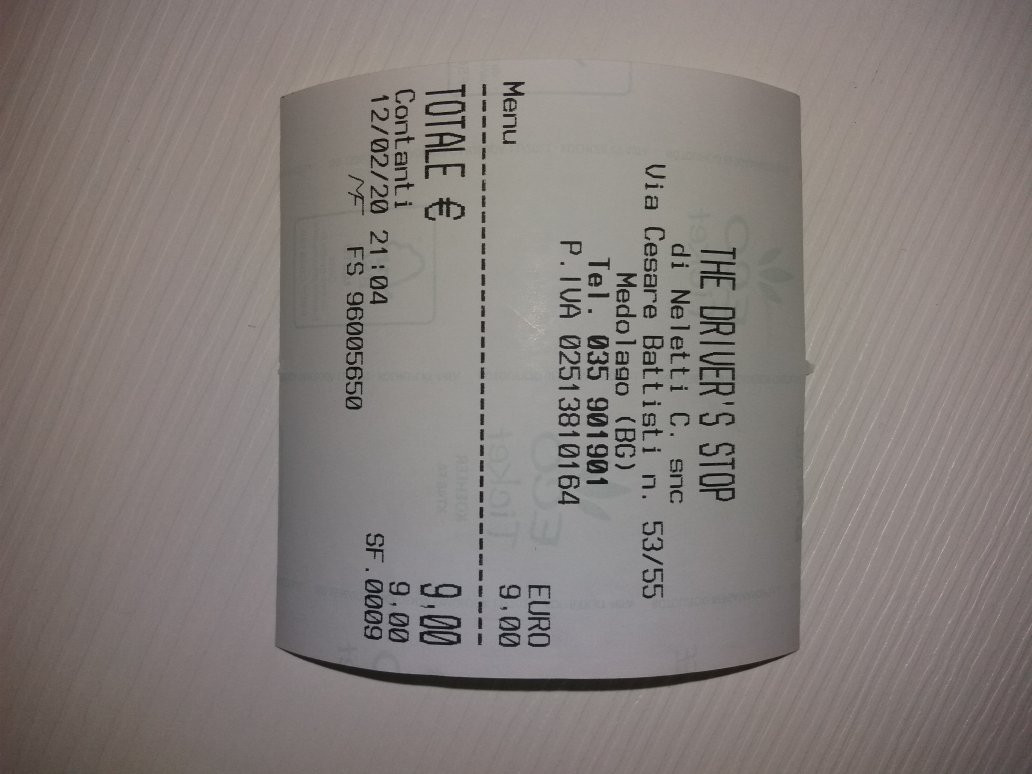 THE DRIVER'S STOP
di Neletti C. snc
Via Cesare Battisti n. 53/55
Medolago (BG)
Tel. 035 901901
P.IVA 02513810164
EURO
Menu 9,00
TOTALE € 9,00
Contanti 9,00
12/02/20 21:04 SF.0009
MF FS 96005650